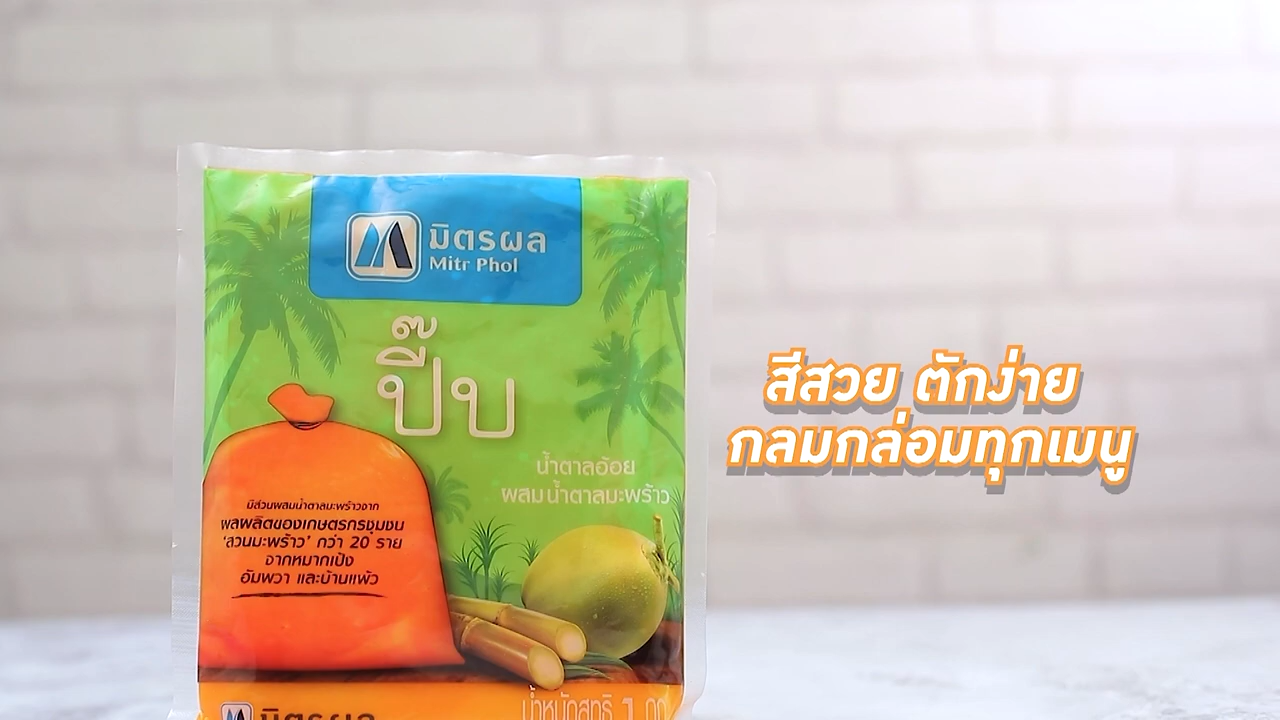 มิตรผล
Mitr Phol
ปี๊บ
น้ำตาลอ้อย
ผสมน้ำตาลมะพร้าว
มีส่วนผสมน้ำตาลมะพร้าวจาก
ผลผลิตของเกษตรกรชุมชน
‘สวนมะพร้าว’ กว่า 20 ราย
จากหมากเป้ง
อัมพวา และบ้านแพ้ว
สีสวย ตักง่าย
กลมกล่อมทุกเมนู
มิตรผล
น้ำหนักสุทธิ 1 กก